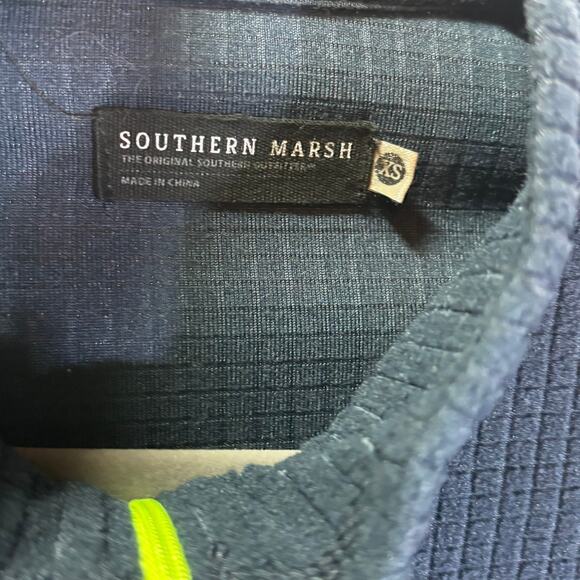 SOUTHERN MARSH
THE ORIGINAL SOUTHERN OUTFITTER
MADE IN CHINA
XS